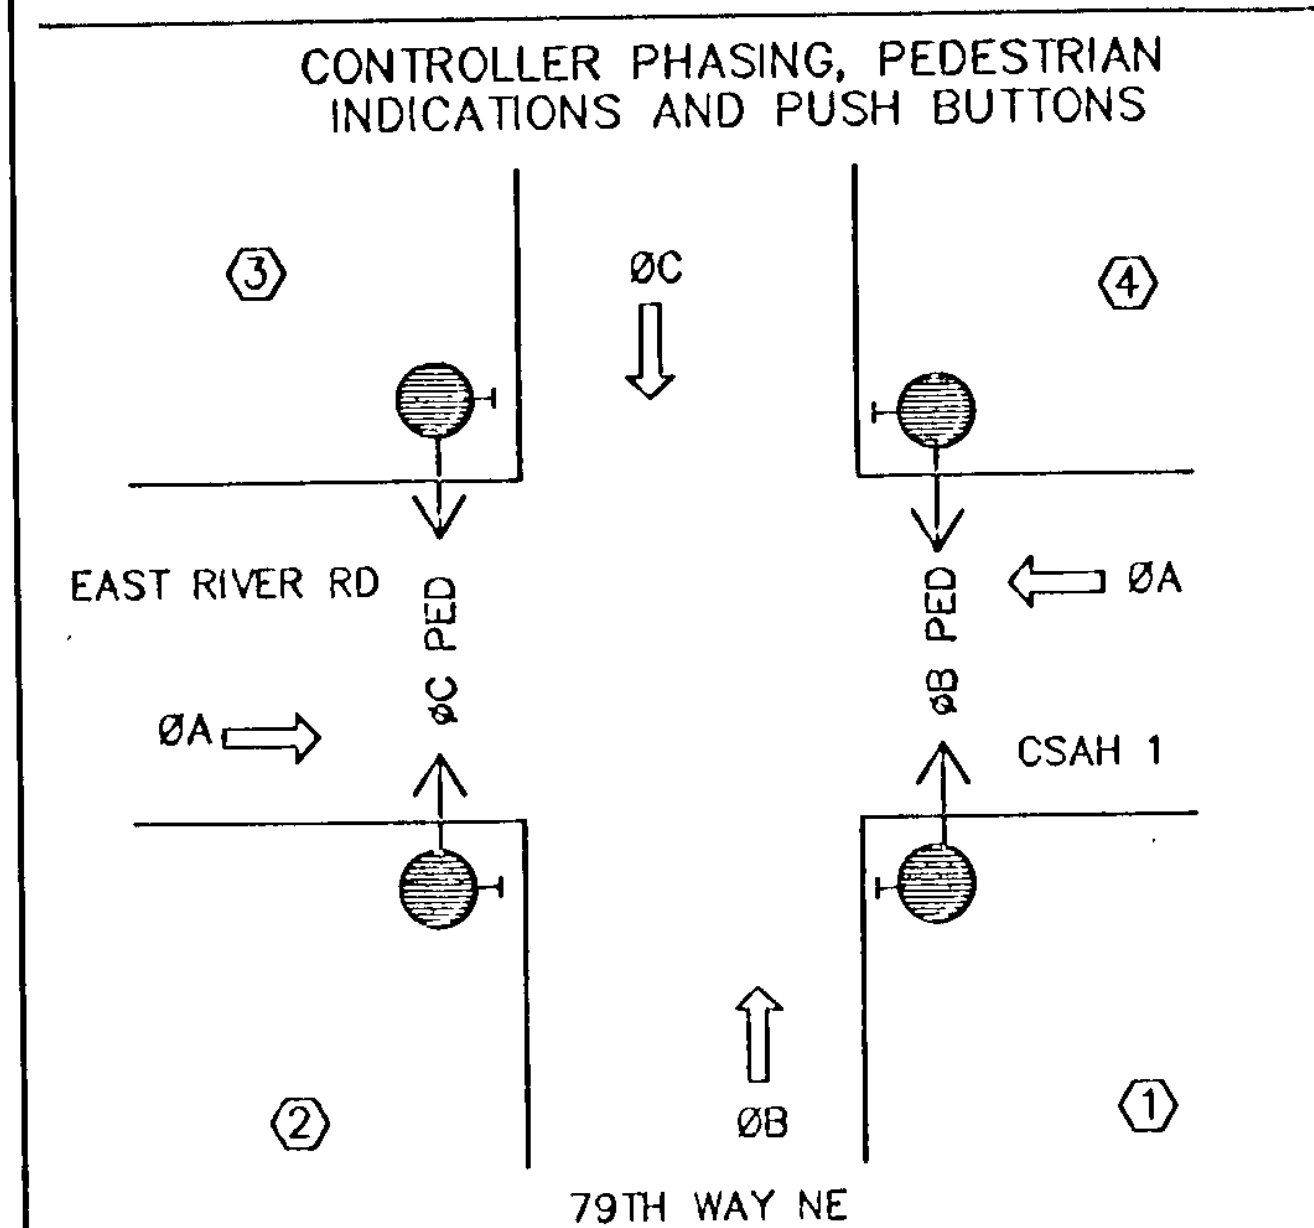 CONTROLLER PHASING, PEDESTRIAN
INDICATIONS AND PUSH BUTTONS
3
ØC
4
EAST RIVER RD
ØC PED
ØB PED
ØA
ØA
CSAH 1
2
ØB
1
79TH WAY NE